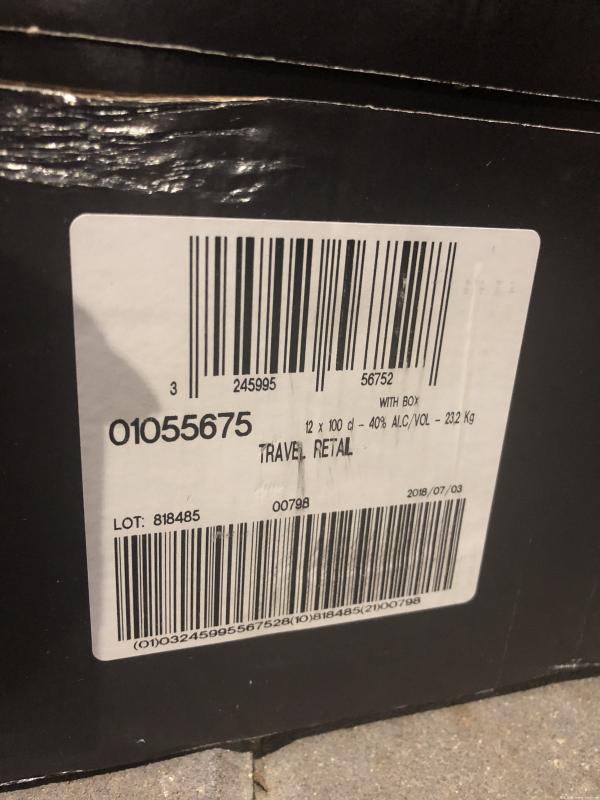 3 245995 56752
WITH BOX
01055675 12 x 100 cl - 40% ALC/VOL - 23,2 Kg
TRAVEL RETAIL
LOT: 818485 00798 2018/07/03
(01)03245995567528(10)818485(21)00798